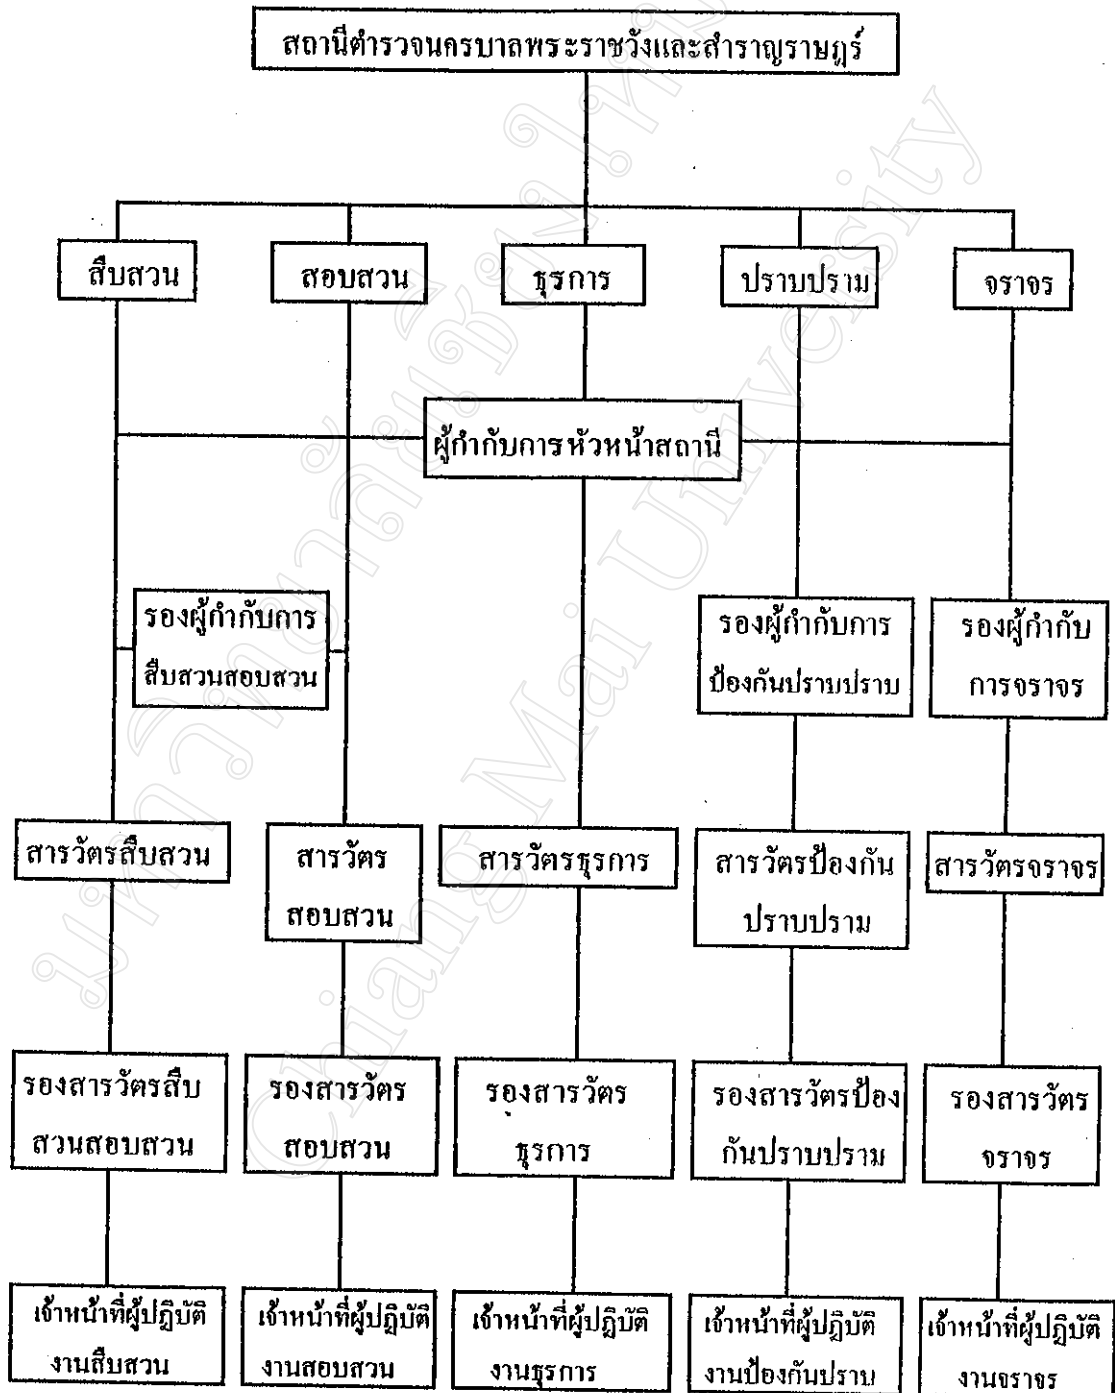 สถานีตำรวจนครบาลพระราชวังและสำราญราษฎร์
สืบสวน
สอบสวน
ธุรการ
ปราบปราม
จราจร
ผู้กำกับการหัวหน้าสถานี
รองผู้กำกับการ
สืบสวนสอบสวน
รองผู้กำกับการ
ป้องกันปราบปราบ
รองผู้กำกับ
การจราจร
สารวัตรสืบสวน
สารวัตร
สอบสวน
สารวัตรธุรการ
สารวัตรป้องกัน
ปราบปราม
สารวัตรจราจร
รองสารวัตรสืบ
สวนสอบสวน
รองสารวัตร
สอบสวน
รองสารวัตร
ธุรการ
รองสารวัตรป้อง
กันปราบปราม
รองสารวัตร
จราจร
เจ้าหน้าที่ผู้ปฏิบัติ
งานสืบสวน
เจ้าหน้าที่ผู้ปฏิบัติ
งานสอบสวน
เจ้าหน้าที่ผู้ปฏิบัติ
งานธุรการ
เจ้าหน้าที่ผู้ปฏิบัติ
งานป้องกันปราบ
เจ้าหน้าที่ผู้ปฏิบัติ
งานจราจร
มหาวิทยาลัยเชียงใหม่
Chiang Mai University